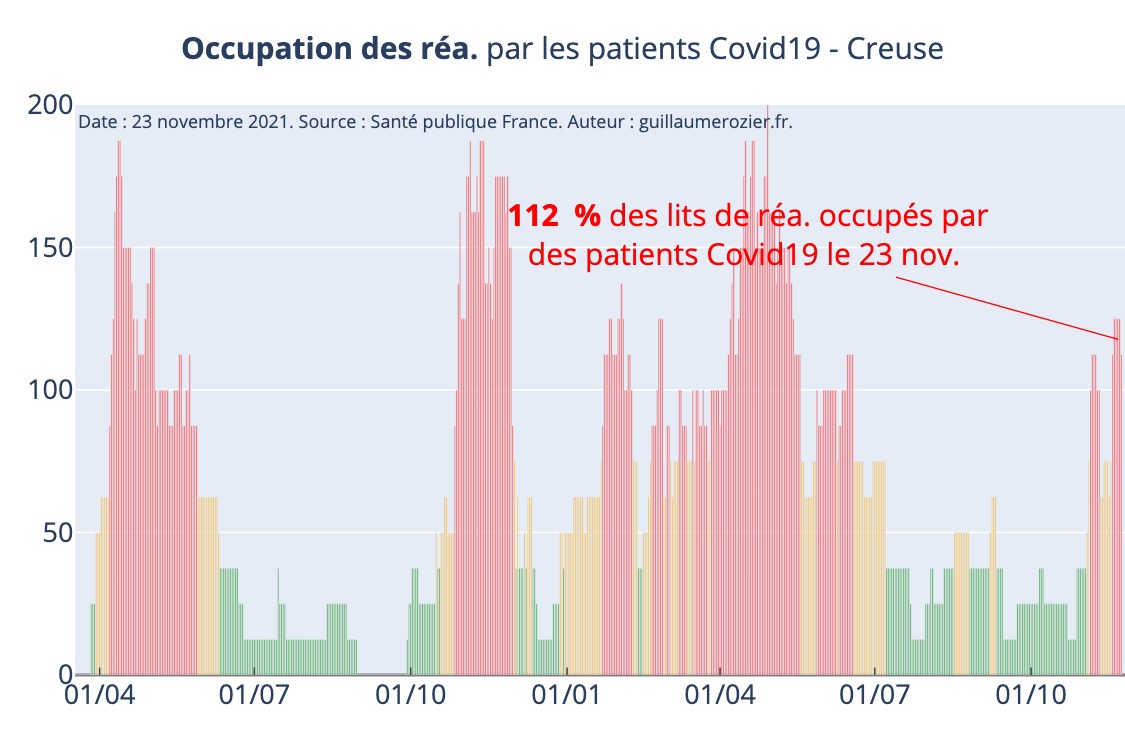 Occupation des réa. par les patients Covid19 - Creuse
200
Date : 23 novembre 2021. Source : Santé publique France. Auteur : guillaumerozier.fr.
112  % des lits de réa. occupés par
des patients Covid19 le 23 nov.
150
100
50
0
01/04 01/07 01/10 01/01 01/04 01/07 01/10